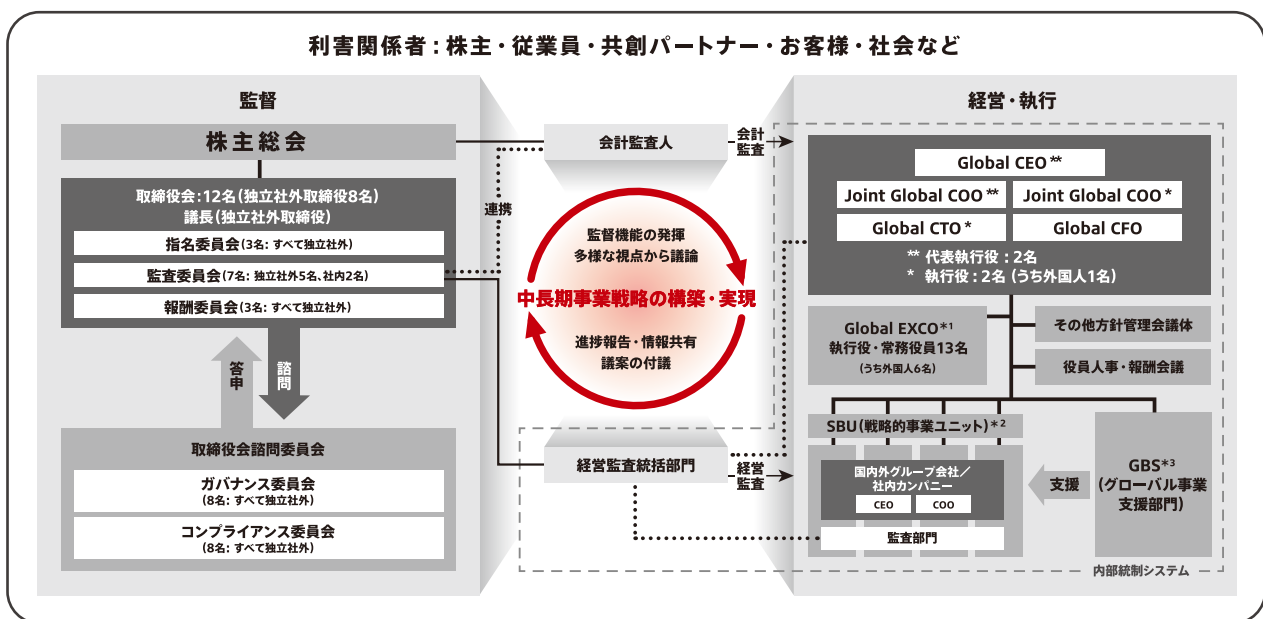 利害関係者：株主・従業員・共創パートナー・お客様・社会など
監督
株主総会
取締役会：12名（独立社外取締役8名）
議長（独立社外取締役）
指名委員会（3名：すべて独立社外）
監査委員会（7名：独立社外5名、社内2名）
報酬委員会（3名：すべて独立社外）
答申
諮問
取締役会諮問委員会
ガバナンス委員会
（8名：すべて独立社外）
コンプライアンス委員会
（8名：すべて独立社外）
会計監査人
会計
監査
連携
監督機能の発揮
多様な視点から議論
中長期事業戦略の構築・実現
進捗報告・情報共有
議案の付議
経営監査統括部門
経営
監査
経営・執行
Global CEO **
Joint Global COO **
Joint Global COO *
Global CTO *
Global CFO
** 代表執行役：2名
* 執行役：2名（うち外国人1名）
Global EXCO *1
執行役・常務役員13名
（うち外国人6名）
その他方針管理会議体
役員人事・報酬会議
SBU（戦略的事業ユニット）*2
国内外グループ会社／
社内カンパニー
CEO
COO
監査部門
支援
GBS *3
（グローバル事業
支援部門）
内部統制システム